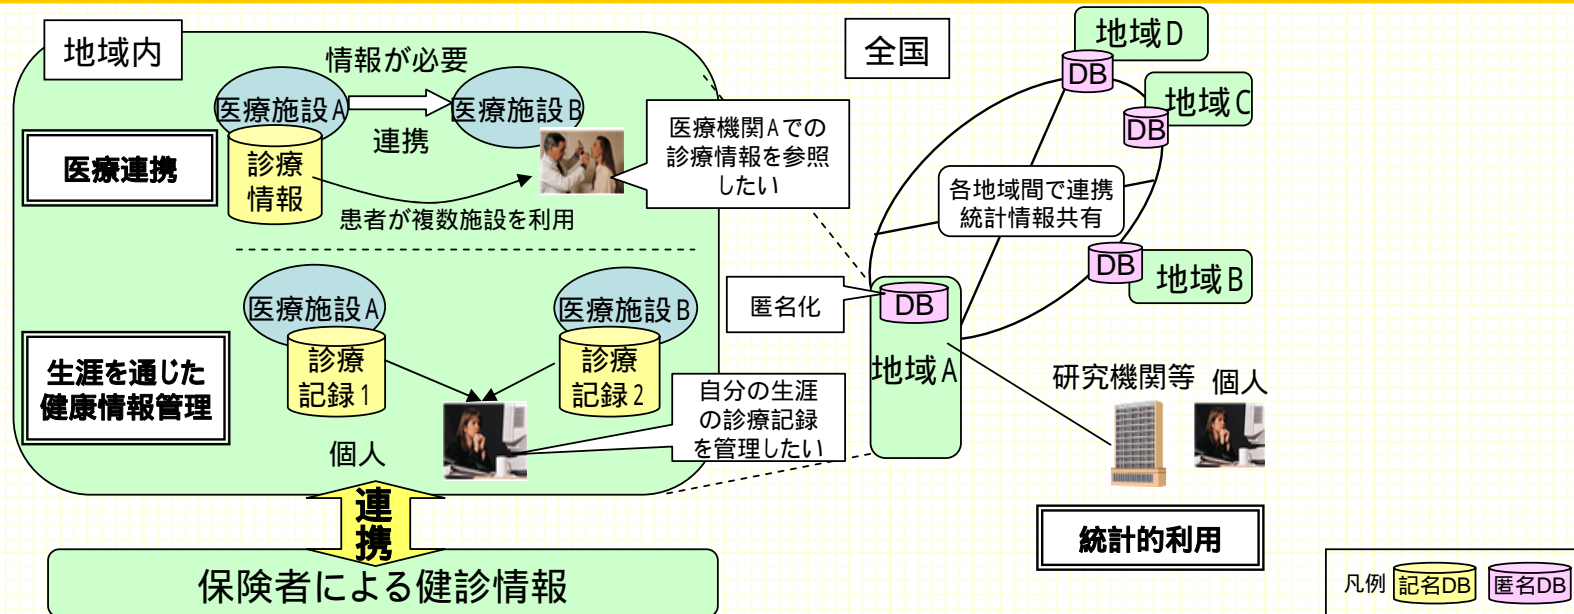 地域内
情報が必要
医療施設A
医療施設B
連携
医療連携
診療
情報
患者が複数施設を利用
医療機関Aでの
診療情報を参照
したい
医療施設A
医療施設B
生涯を通じた
健康情報管理
診療
記録1
診療
記録2
個人
自分の生涯
の診療記録
を管理したい
連
携
保険者による健診情報
全国
地域D
DB
地域C
DB
各地域間で連携
統計情報共有
DB
地域B
匿名化
DB
地域A
研究機関等
個人
統計的利用
凡例
記名DB
匿名DB